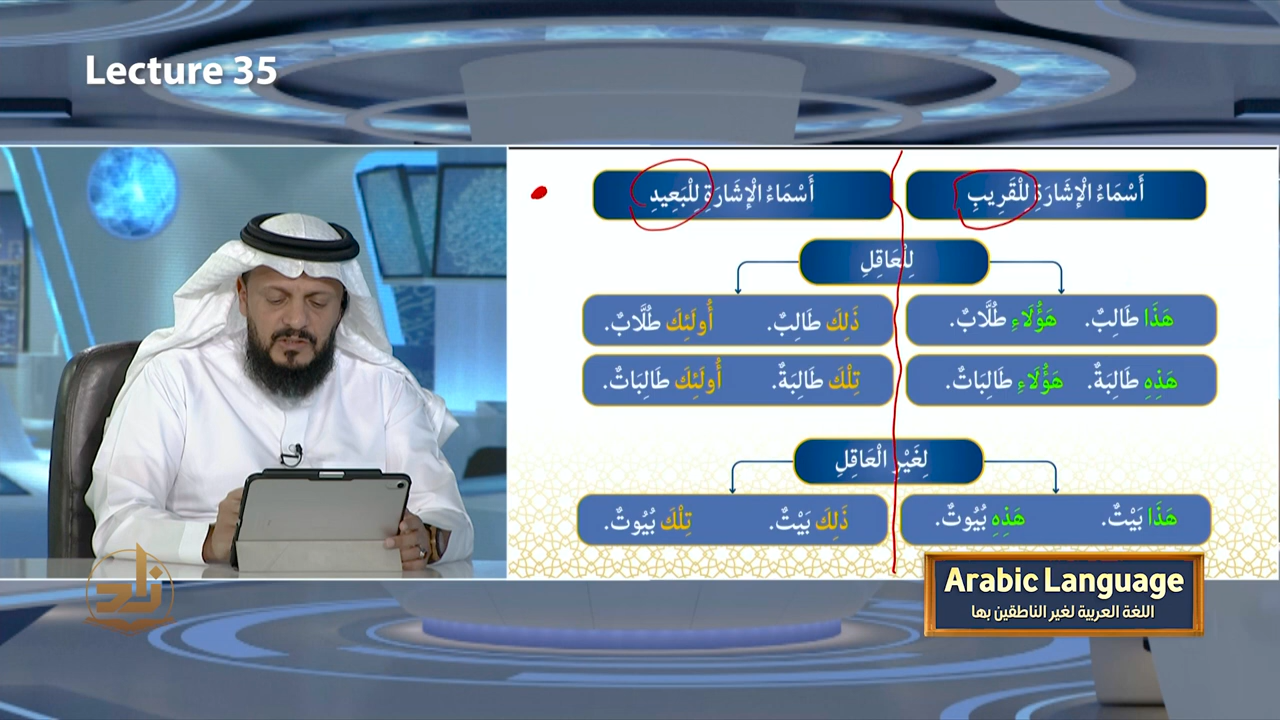 Lecture 35
أَسْمَاءُ الْإِشَارَةِ لِلْقَرِيبِ
أَسْمَاءُ الْإِشَارَةِ لِلْبَعِيدِ
لِلْعَاقِلِ
هَذَا طَالِبٌ. هَؤُلَاءِ طُلَّابٌ.
ذَلِكَ طَالِبٌ. أُولَئِكَ طُلَّابٌ.
هَذِهِ طَالِبَةٌ. هَؤُلَاءِ طَالِبَاتٌ.
تِلْكَ طَالِبَةٌ. أُولَئِكَ طَالِبَاتٌ.
لِغَيْرِ الْعَاقِلِ
هَذَا بَيْتٌ. هَذِهِ بُيُوتٌ.
ذَلِكَ بَيْتٌ. تِلْكَ بُيُوتٌ.
زاد
Arabic Language
اللغة العربية لغير الناطقين بها